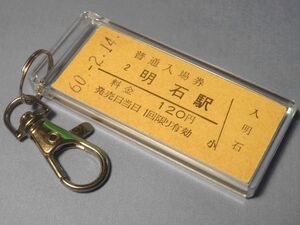 60.-2.14.
普通入場券
2 明石駅
料金 120円
発売日当日1回限り有効
小
入明石